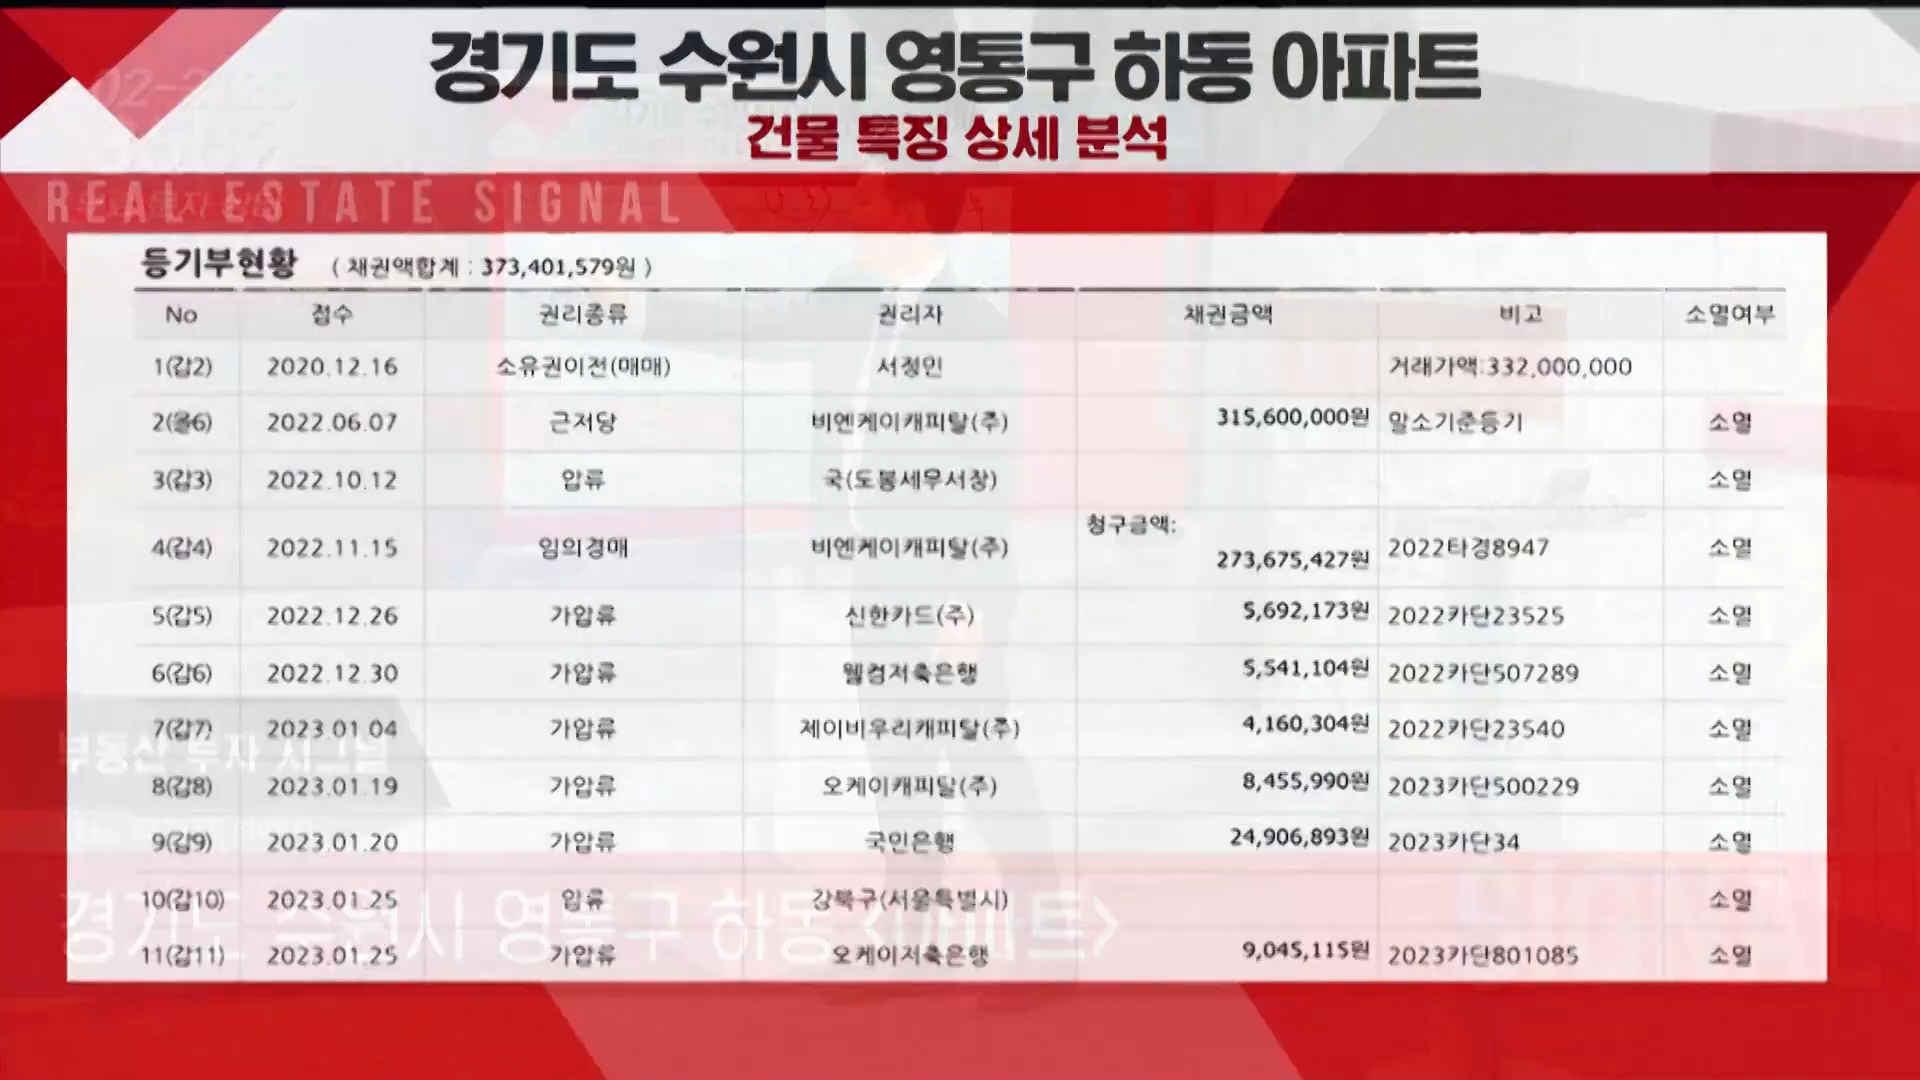 경기도 수원시 영통구 하동 아파트
건물 특징 상세 분석
REAL ESTATE SIGNAL
등기부현황 ( 채권액합계 : 373,401,579원 )
No 접수 권리종류 권리자 채권금액 비고 소멸여부
1(갑2) 2020.12.16 소유권이전(매매) 서정민 거래가액:332,000,000
2(을6) 2022.06.07 근저당 비엔케이캐피탈(주) 315,600,000원 말소기준등기 소멸
3(갑3) 2022.10.12 압류 국(도봉세무서장) 소멸
4(갑4) 2022.11.15 임의경매 비엔케이캐피탈(주) 청구금액: 273,675,427원 2022타경8947 소멸
5(갑5) 2022.12.26 가압류 신한카드(주) 5,692,173원 2022카단23525 소멸
6(갑6) 2022.12.30 가압류 웰컴저축은행 5,541,104원 2022카단507289 소멸
7(갑7) 2023.01.04 가압류 제이비우리캐피탈(주) 4,160,304원 2022카단23540 소멸
부동산 투자 시그널
8(갑8) 2023.01.19 가압류 오케이캐피탈(주) 8,455,990원 2023카단500229 소멸
9(갑9) 2023.01.20 가압류 국민은행 24,906,893원 2023카단34 소멸
10(갑10) 2023.01.25 압류 강북구(서울특별시) 소멸
경기도 수원시 영통구 하동 <아파트>
11(갑11) 2023.01.25 가압류 오케이저축은행 9,045,115원 2023카단801085 소멸